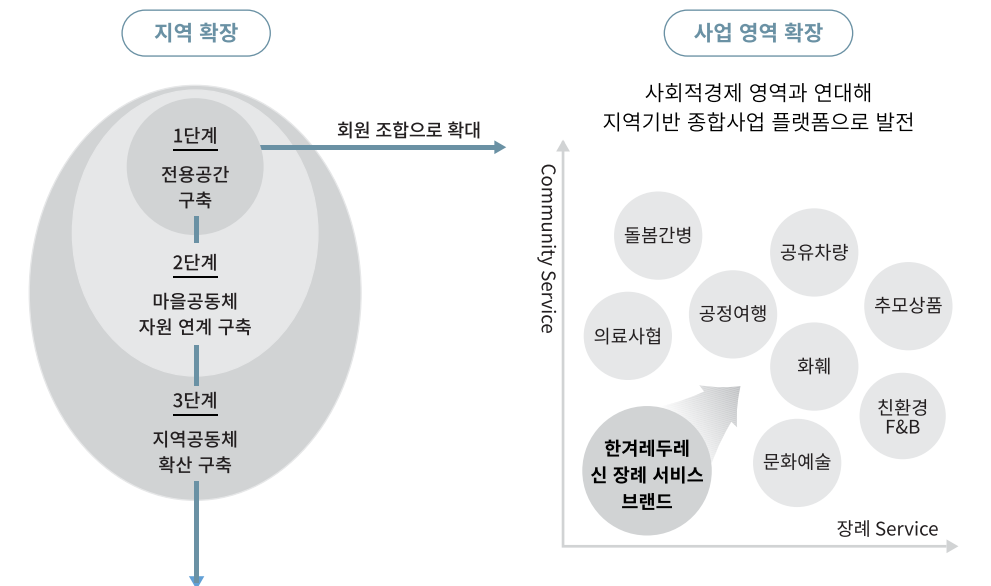 지역 확장
1단계
전용공간
구축
2단계
마을공동체
자원 연계 구축
3단계
지역공동체
확산 구축
회원 조합으로 확대
사업 영역 확장
사회적경제 영역과 연대해
지역기반 종합사업 플랫폼으로 발전
Community Service
돌봄간병
공유차량
추모상품
공정여행
의료사협
화훼
친환경
F&B
문화예술
한겨레두레
신 장례 서비스
브랜드
장례 Service